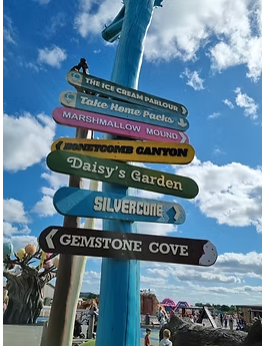 THE ICE CREAM PARLOUR
Take Home Packs
MARSHMALLOW MOUND
HONEYCOMB CANYON
Daisy's Garden
SILVERCONE
GEMSTONE COVE